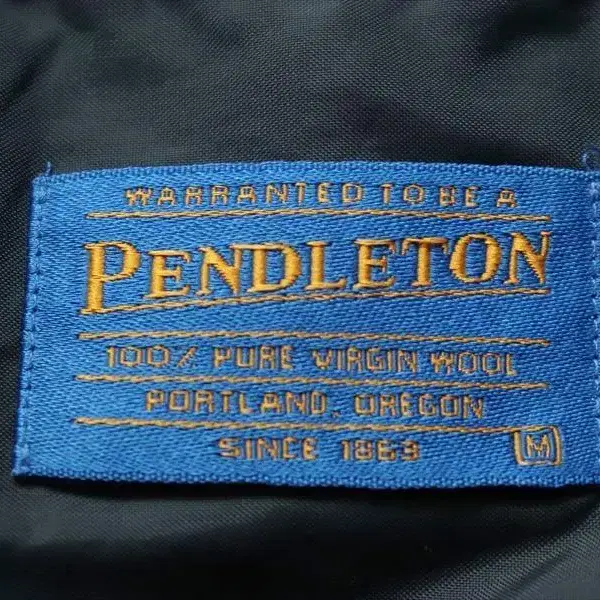 WARRANTED TO BE A
PENDLETON
100% PURE VIRGIN WOOL
PORTLAND, OREGON
SINCE 1863 M